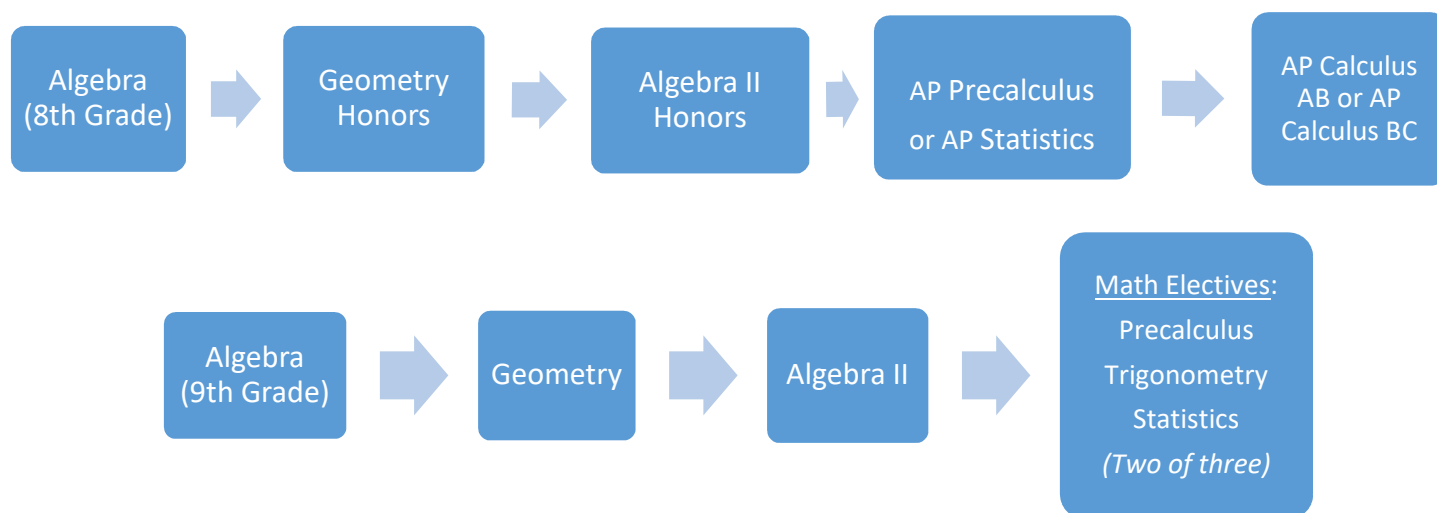 Algebra
(8th Grade)
Geometry
Honors
Algebra II
Honors
AP Precalculus
or AP Statistics
AP Calculus
AB or AP
Calculus BC
Algebra
(9th Grade)
Geometry
Algebra II
Math Electives:
Precalculus
Trigonometry
Statistics
(Two of three)